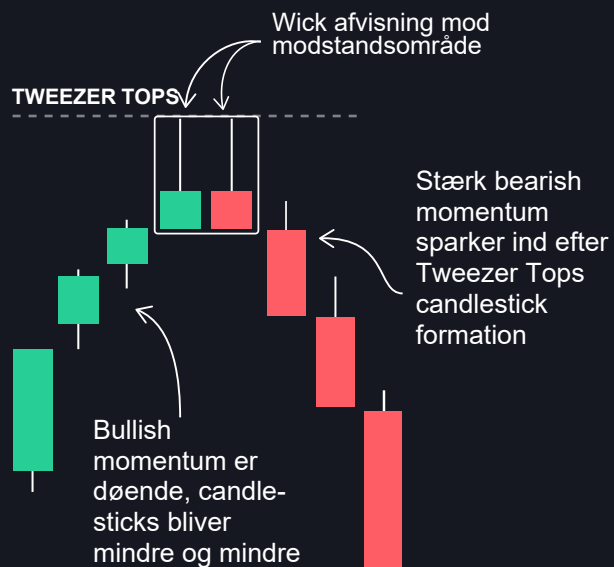 Wick afvisning mod
modstandsområde
TWEEZER TOPS
Stærk bearish
momentum
sparker ind efter
Tweezer Tops
candlestick
formation
Bullish
momentum er
døende, candle-
sticks bliver
mindre og mindre